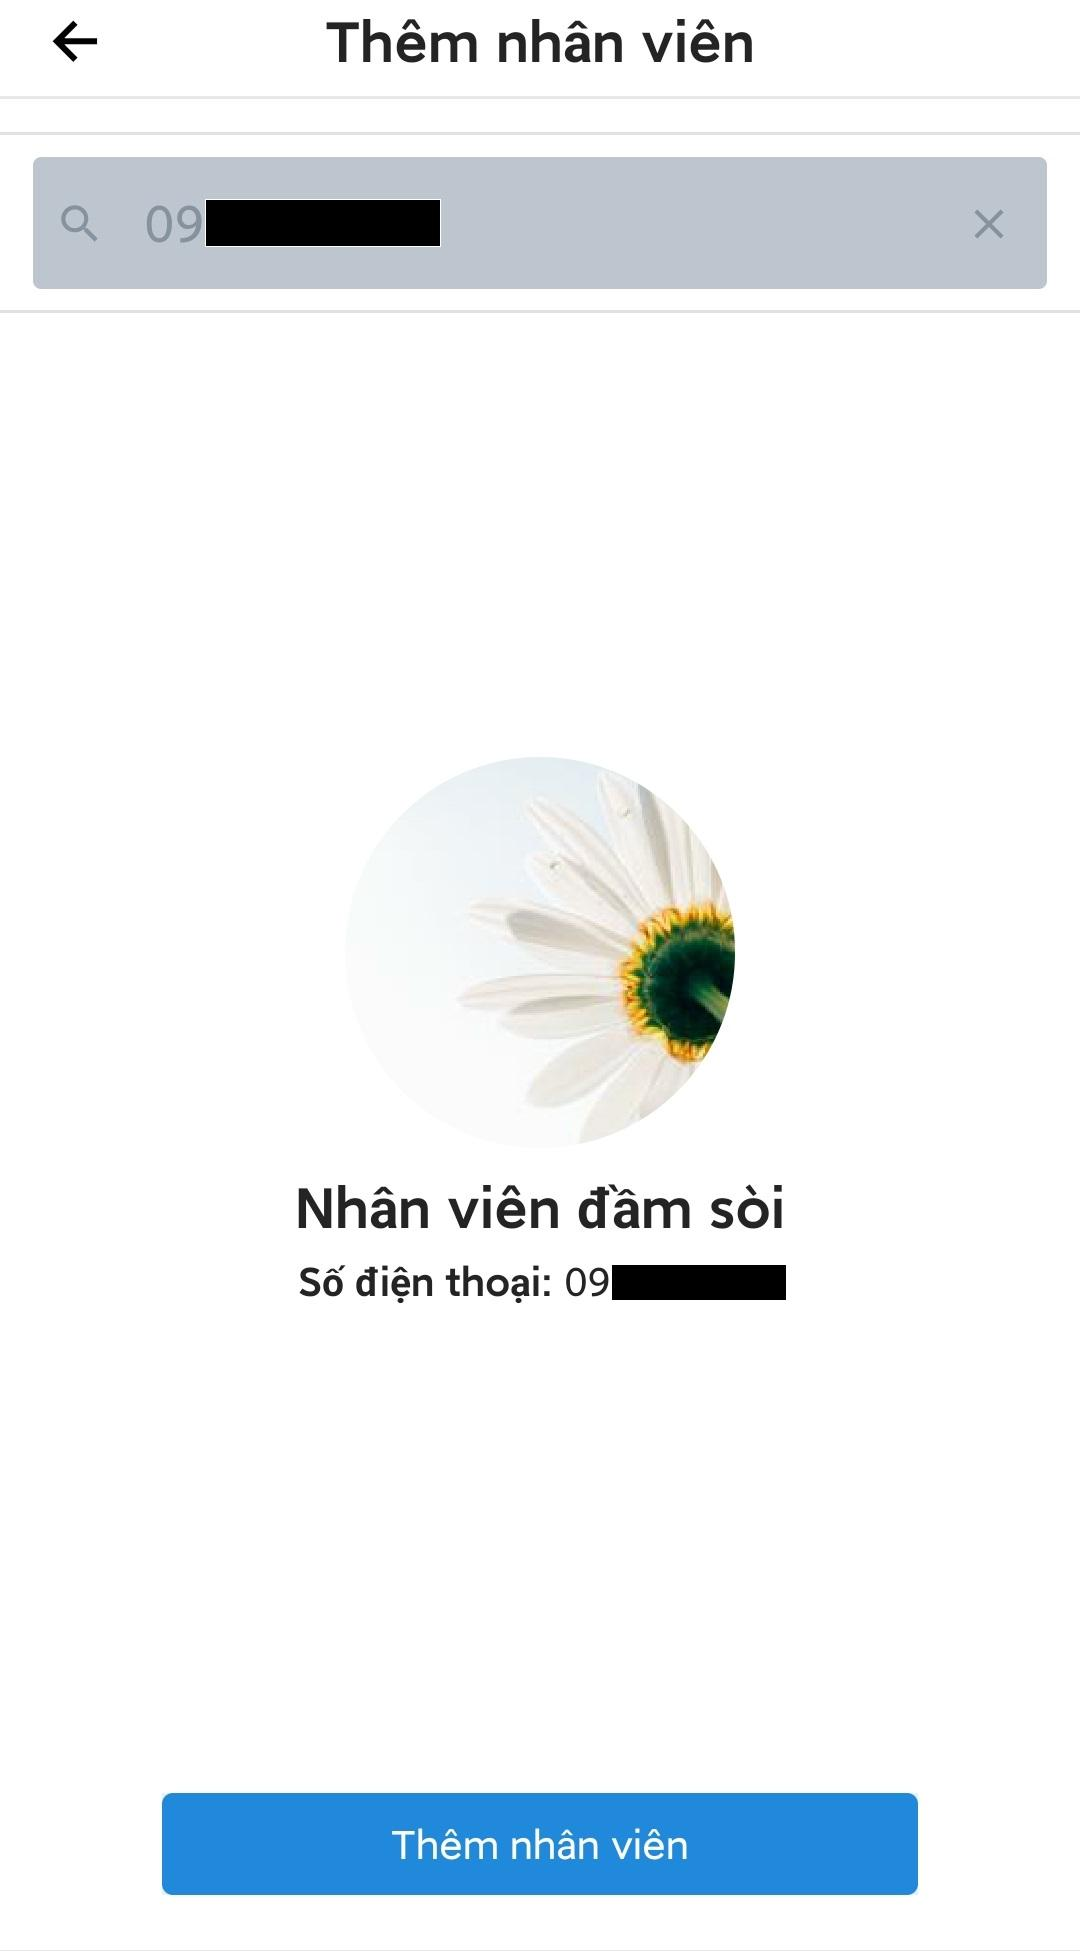 Thêm nhân viên
09
Nhân viên đầm sòi
Số điện thoại: 09
Thêm nhân viên